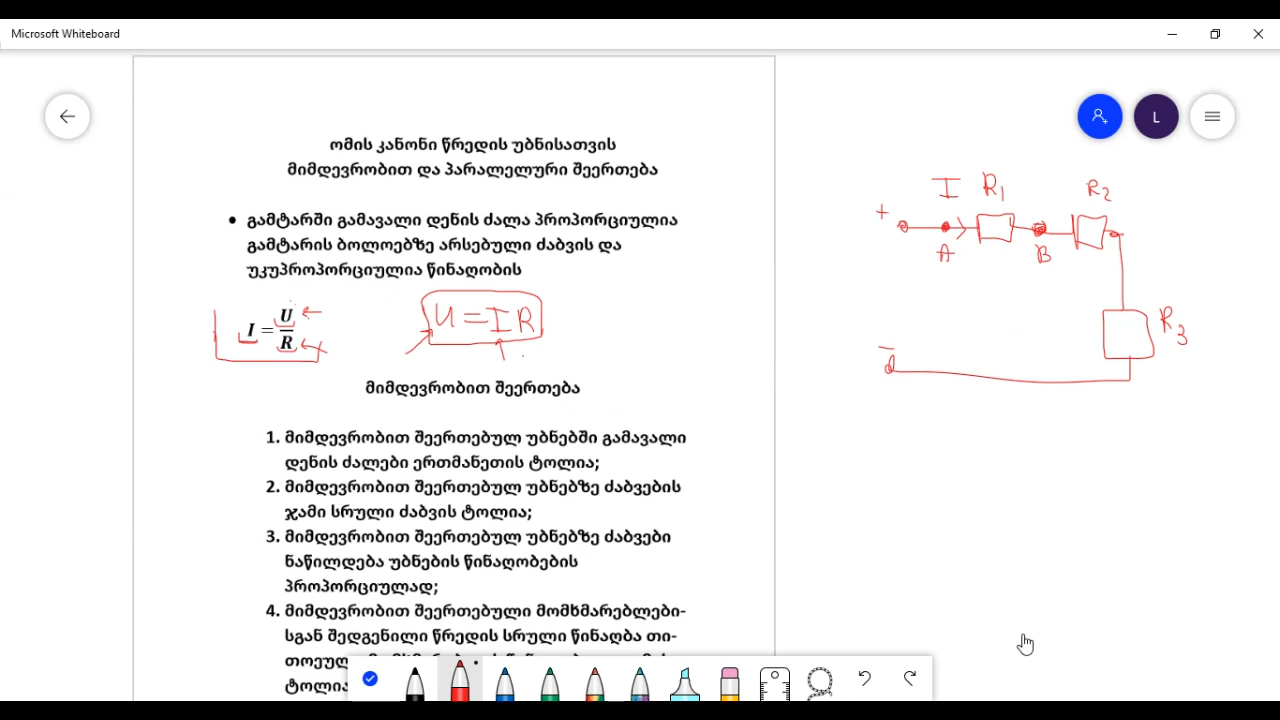 Microsoft Whiteboard
L
ომის კანონი წრედის უბნისათვის
მიმდევრობით და პარალელური შეერთება
• გამტარში გამავალი დენის ძალა პროპორციულია
გამტარის ბოლოებზე არსებული ძაბვის და
უკუპროპორციულია წინაღობის
I = U/R
U = IR
მიმდევრობით შეერთება
1. მიმდევრობით შეერთებულ უბნებში გამავალი
დენის ძალები ერთმანეთის ტოლია;
2. მიმდევრობით შეერთებულ უბნებზე ძაბვების
ჯამი სრული ძაბვის ტოლია;
3. მიმდევრობით შეერთებულ უბნებზე ძაბვები
ნაწილდება უბნების წინაღობების
პროპორციულად;
4. მიმდევრობით შეერთებული მომხმარებლები-
სგან შედგენილი წრედის სრული წინაღბა თი-
ტოლია
I R1 R2
+
A B
R3
−